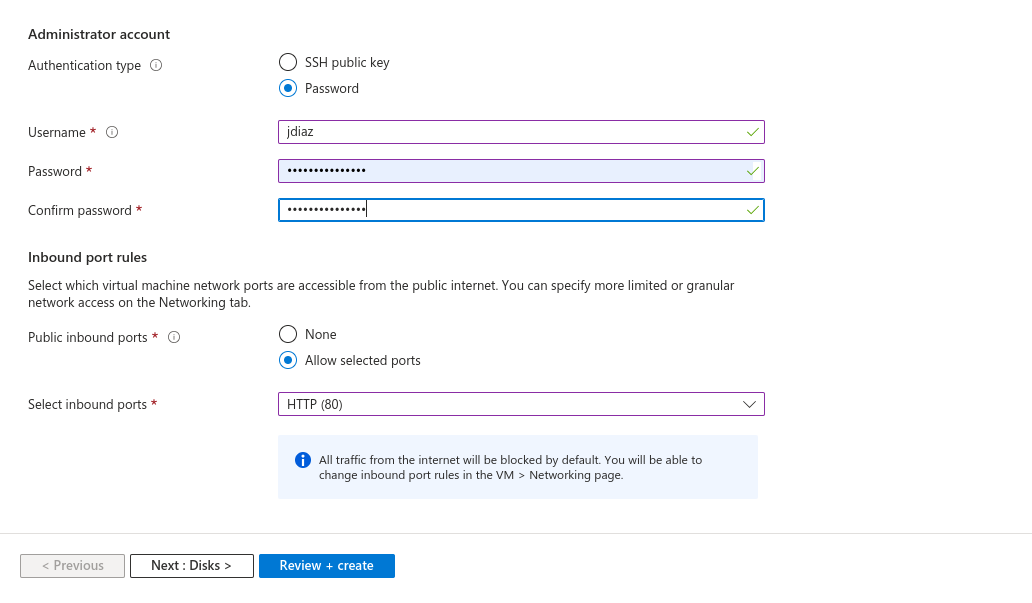 Administrator account
Authentication type
SSH public key
Password
Username *
jdiaz
Password *
•••••••••••••••
Confirm password *
•••••••••••••••
Inbound port rules
Select which virtual machine network ports are accessible from the public internet. You can specify more limited or granular
network access on the Networking tab.
Public inbound ports *
None
Allow selected ports
Select inbound ports *
HTTP (80)
All traffic from the internet will be blocked by default. You will be able to
change inbound port rules in the VM > Networking page.
< Previous
Next : Disks >
Review + create